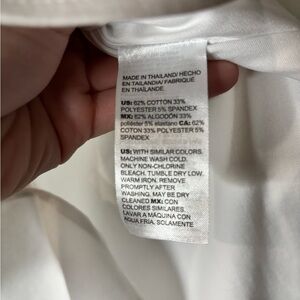 MADE IN THAILAND/ HECHO
EN TAILANDIA/ FABRIQUÉ
EN THAÏLANDE
US: 62% COTTON 33%
POLYESTER 5% SPANDEX
MX: 62% ALGODÓN 33%
poliéster 5% elastano CA: 62%
COTON 33% POLYESTER 5%
SPANDEX
US: WITH SIMILAR COLORS.
MACHINE WASH COLD.
ONLY NON-CHLORINE
BLEACH. TUMBLE DRY LOW.
WARM IRON. REMOVE
PROMPTLY AFTER
WASHING. MAY BE DRY
CLEANED MX: CON
COLORES SIMILARES.
LAVAR A MÁQUINA CON
AGUA FRÍA. SOLAMENTE